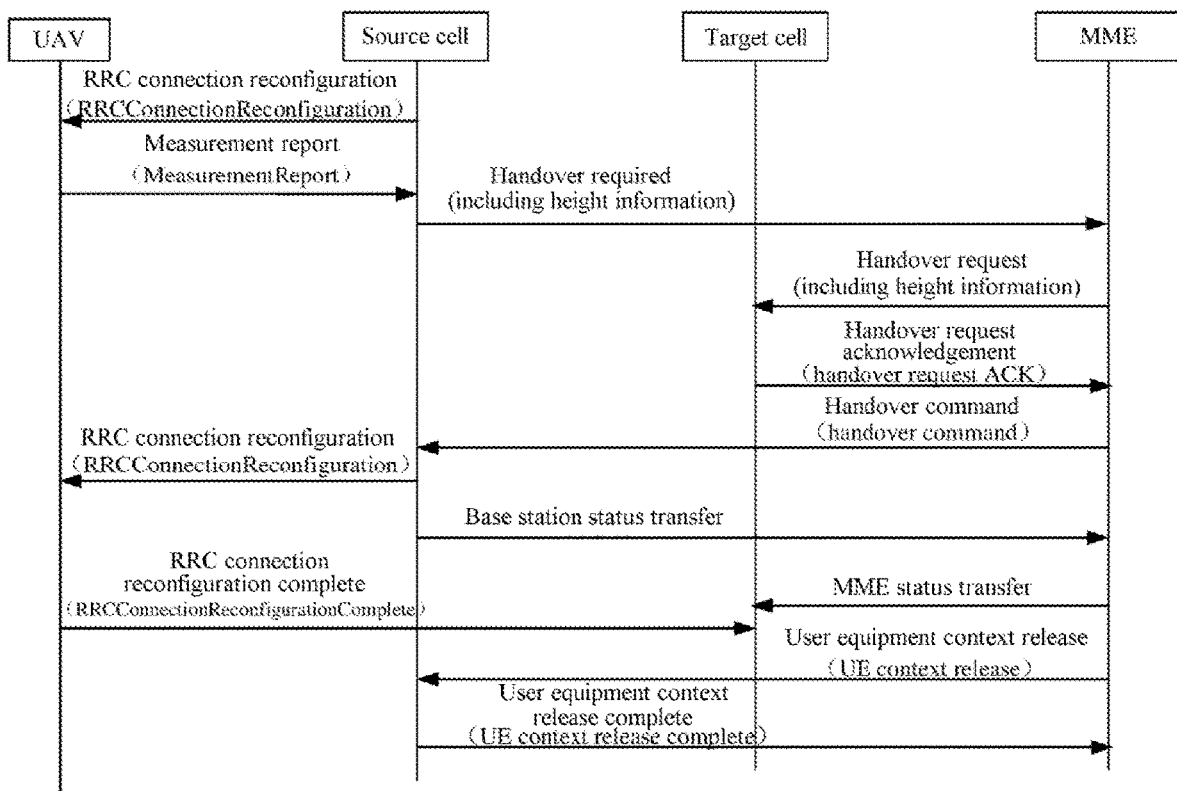 UAV
Source cell
Target cell
MME
RRC connection reconfiguration
(RRCConnectionReconfiguration)
Measurement report
(MeasurementReport)
Handover required
(including height information)
Handover request
(including height information)
Handover request
acknowledgement
(handover request ACK)
Handover command
(handover command)
RRC connection reconfiguration
(RRCConnectionReconfiguration)
Base station status transfer
RRC connection
reconfiguration complete
(RRCConnectionReconfigurationComplete)
MME status transfer
User equipment context release
(UE context release)
User equipment context
release complete
(UE context release complete)